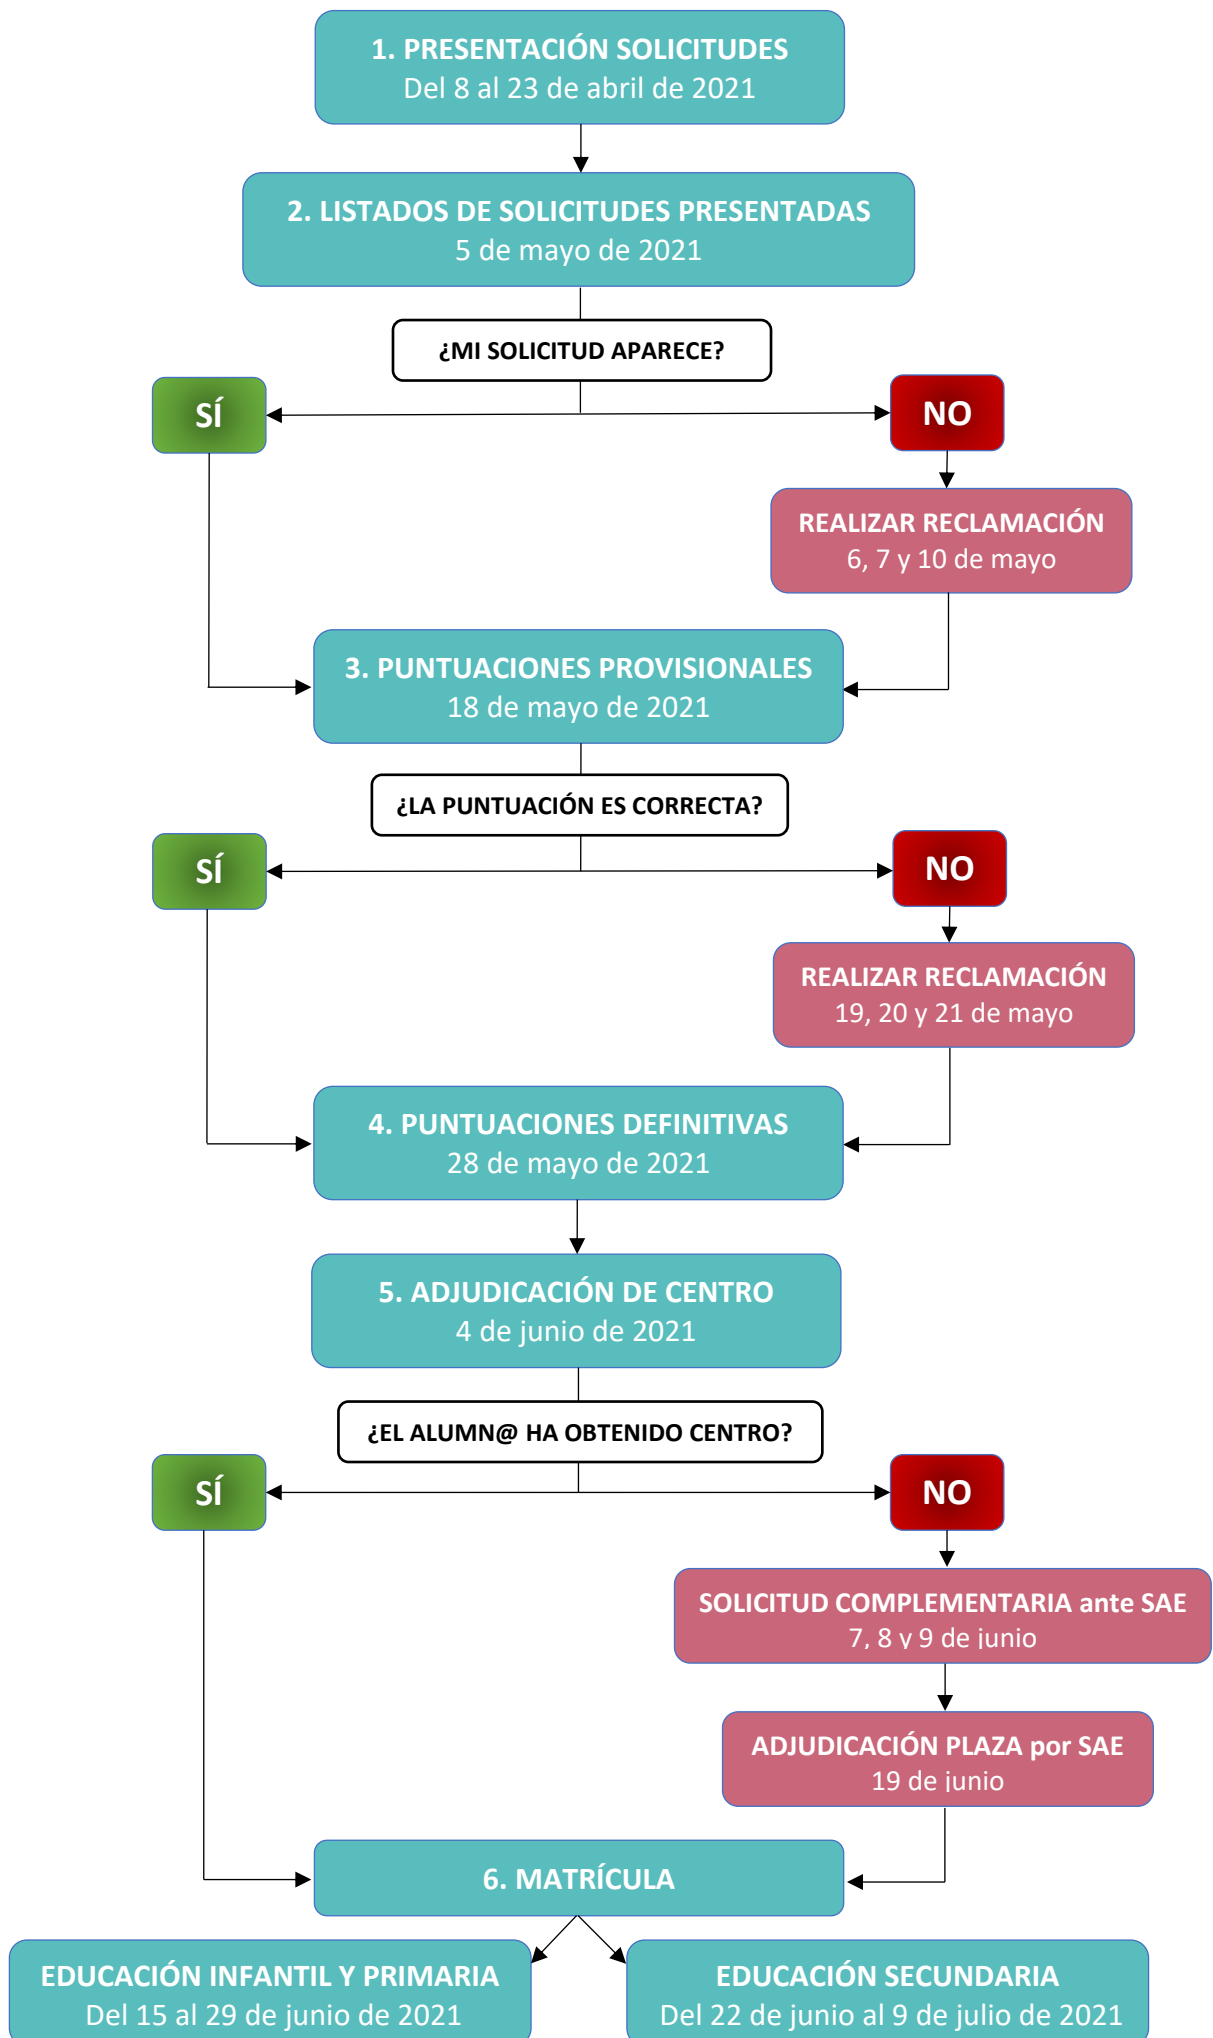 1. PRESENTACIÓN SOLICITUDES
Del 8 al 23 de abril de 2021
2. LISTADOS DE SOLICITUDES PRESENTADAS
5 de mayo de 2021
¿MI SOLICITUD APARECE?
SÍ
NO
REALIZAR RECLAMACIÓN
6, 7 y 10 de mayo
3. PUNTUACIONES PROVISIONALES
18 de mayo de 2021
¿LA PUNTUACIÓN ES CORRECTA?
SÍ
NO
REALIZAR RECLAMACIÓN
19, 20 y 21 de mayo
4. PUNTUACIONES DEFINITIVAS
28 de mayo de 2021
5. ADJUDICACIÓN DE CENTRO
4 de junio de 2021
¿EL ALUMN@ HA OBTENIDO CENTRO?
SÍ
NO
SOLICITUD COMPLEMENTARIA ante SAE
7, 8 y 9 de junio
ADJUDICACIÓN PLAZA por SAE
19 de junio
6. MATRÍCULA
EDUCACIÓN INFANTIL Y PRIMARIA
Del 15 al 29 de junio de 2021
EDUCACIÓN SECUNDARIA
Del 22 de junio al 9 de julio de 2021